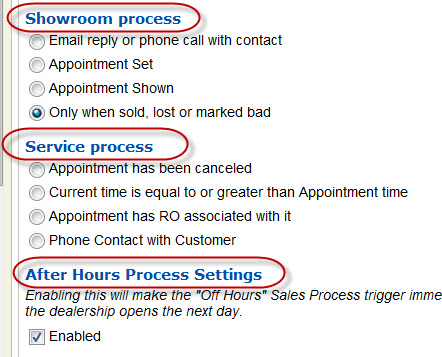 Showroom process
Email reply or phone call with contact
Appointment Set
Appointment Shown
Only when sold, lost or marked bad
Service process
Appointment has been canceled
Current time is equal to or greater than Appointment time
Appointment has RO associated with it
Phone Contact with Customer
After Hours Process Settings
Enabling this will make the "Off Hours" Sales Process trigger imme
the dealership opens the next day.
Enabled